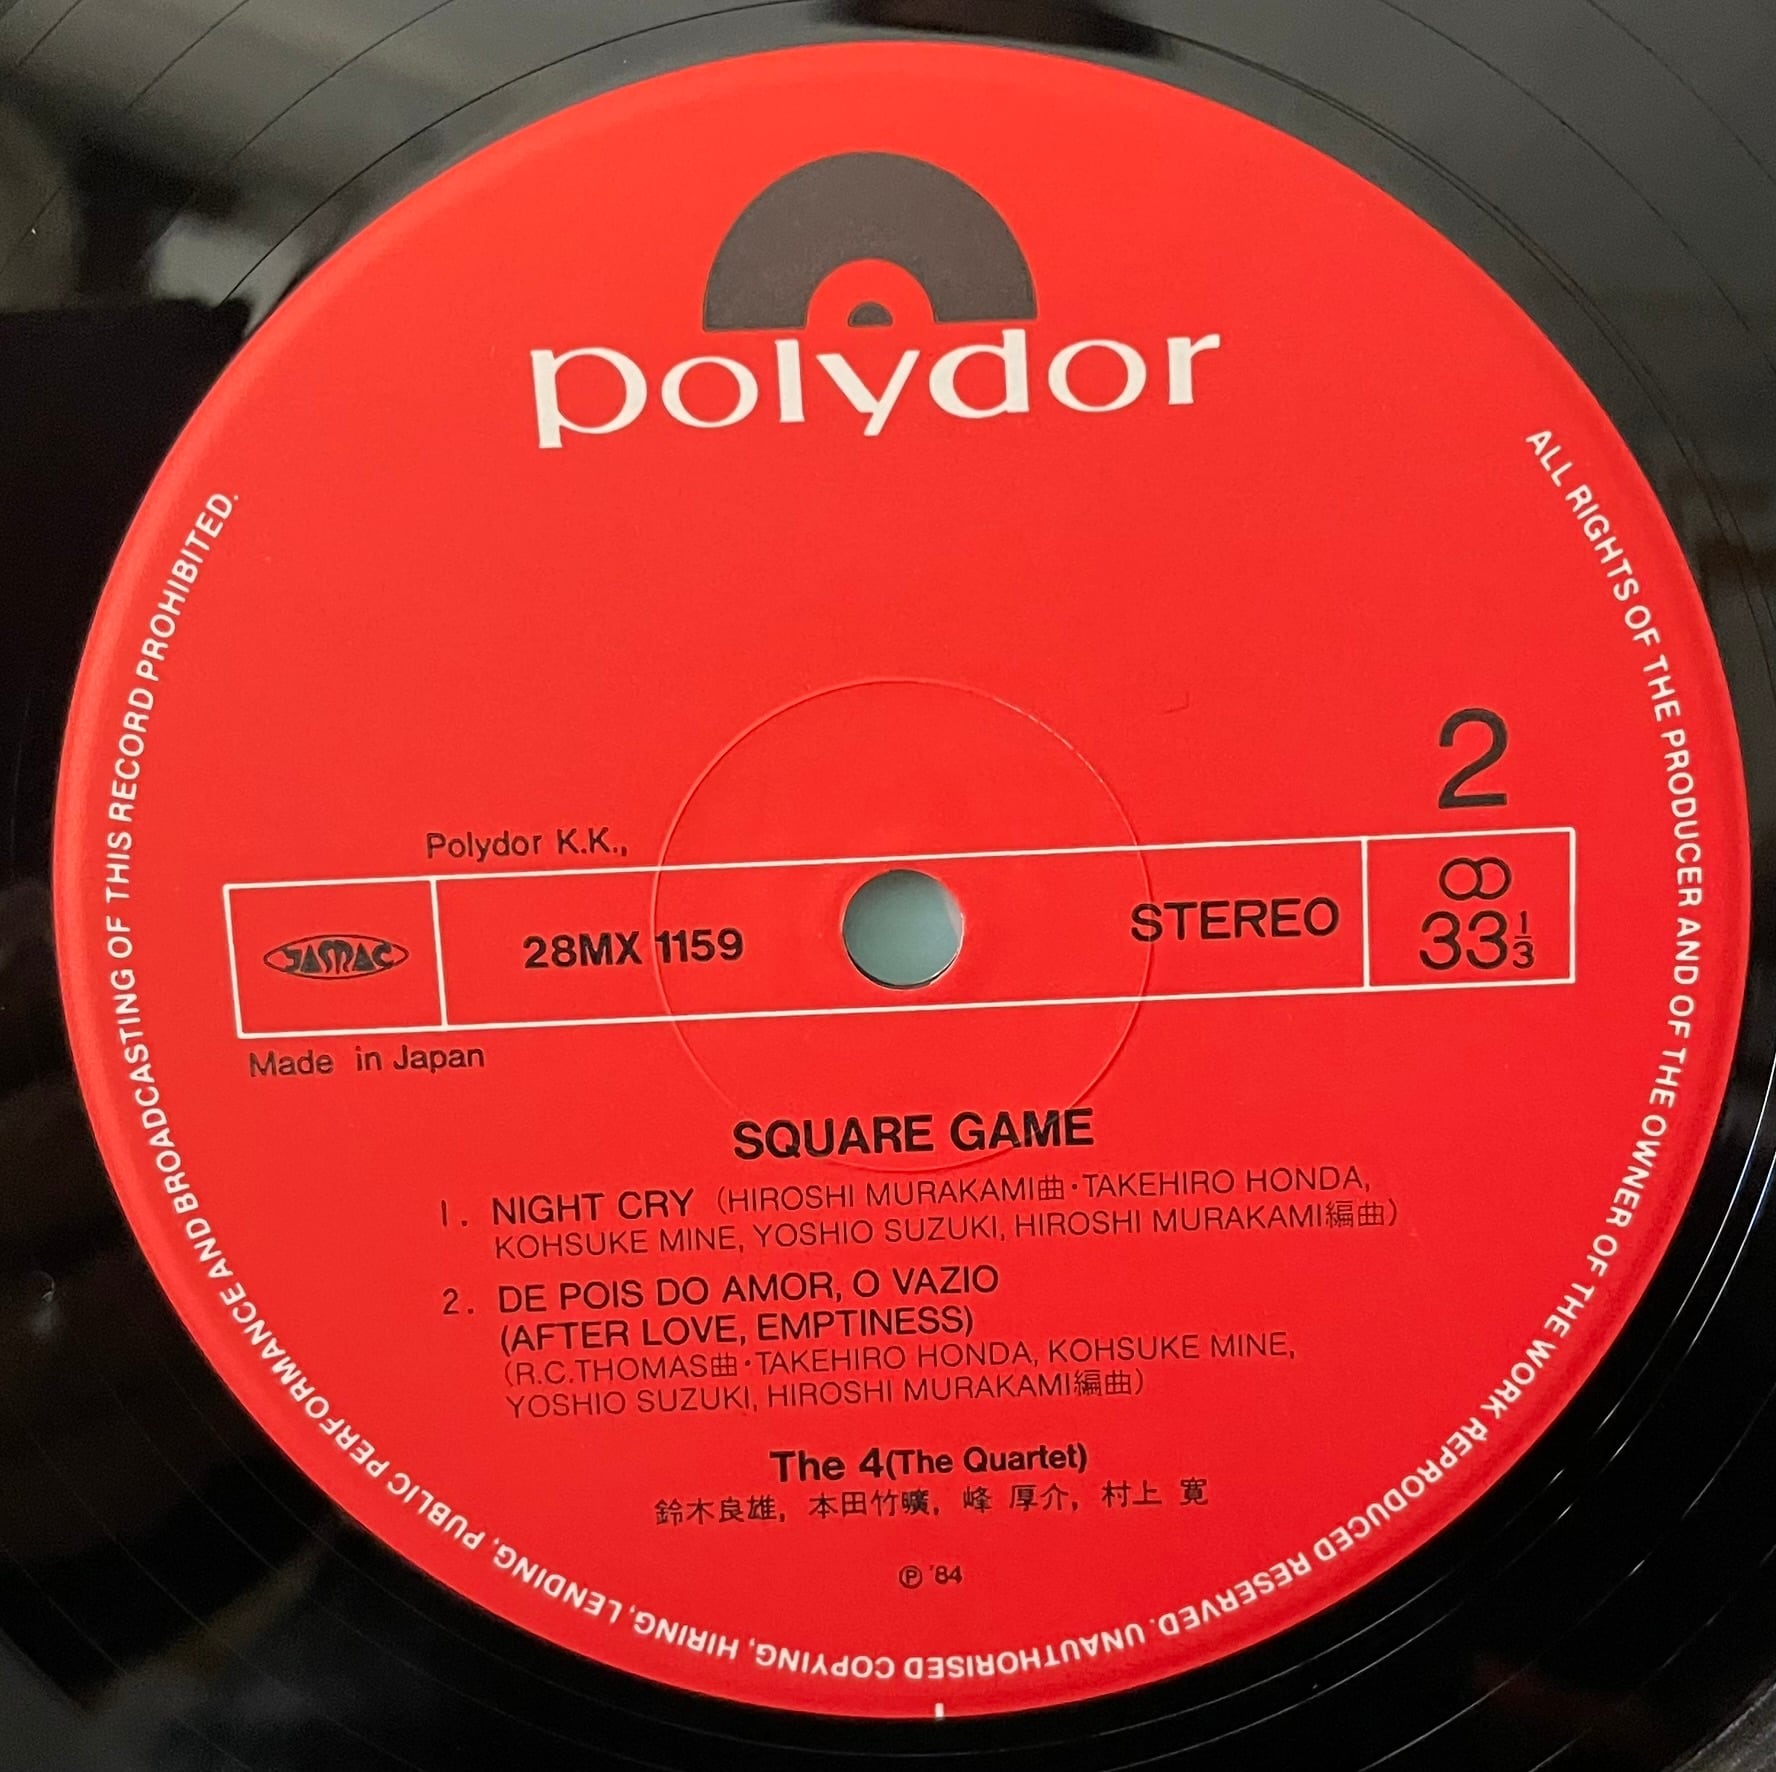 polydor
ALL RIGHTS OF THE PRODUCER AND OF THE OWNER OF THE WORK REPRODUCED RESERVED. UNAUTHORISED COPYING, HIRING, LENDING, PUBLIC PERFORMANCE AND BROADCASTING OF THIS RECORD PROHIBITED.
2
Polydor K.K.,
JASRAC 28MX 1159 STEREO 33⅓
Made in Japan
SQUARE GAME
1. NIGHT CRY (HIROSHI MURAKAMI曲・TAKEHIRO HONDA,
KOHSUKE MINE, YOSHIO SUZUKI, HIROSHI MURAKAMI編曲)
2. DE POIS DO AMOR, O VAZIO
(AFTER LOVE, EMPTINESS)
(R.C.THOMAS曲・TAKEHIRO HONDA, KOHSUKE MINE,
YOSHIO SUZUKI, HIROSHI MURAKAMI編曲)
The 4(The Quartet)
鈴木良雄, 本田竹曠, 峰 厚介, 村上 寛
℗ '84